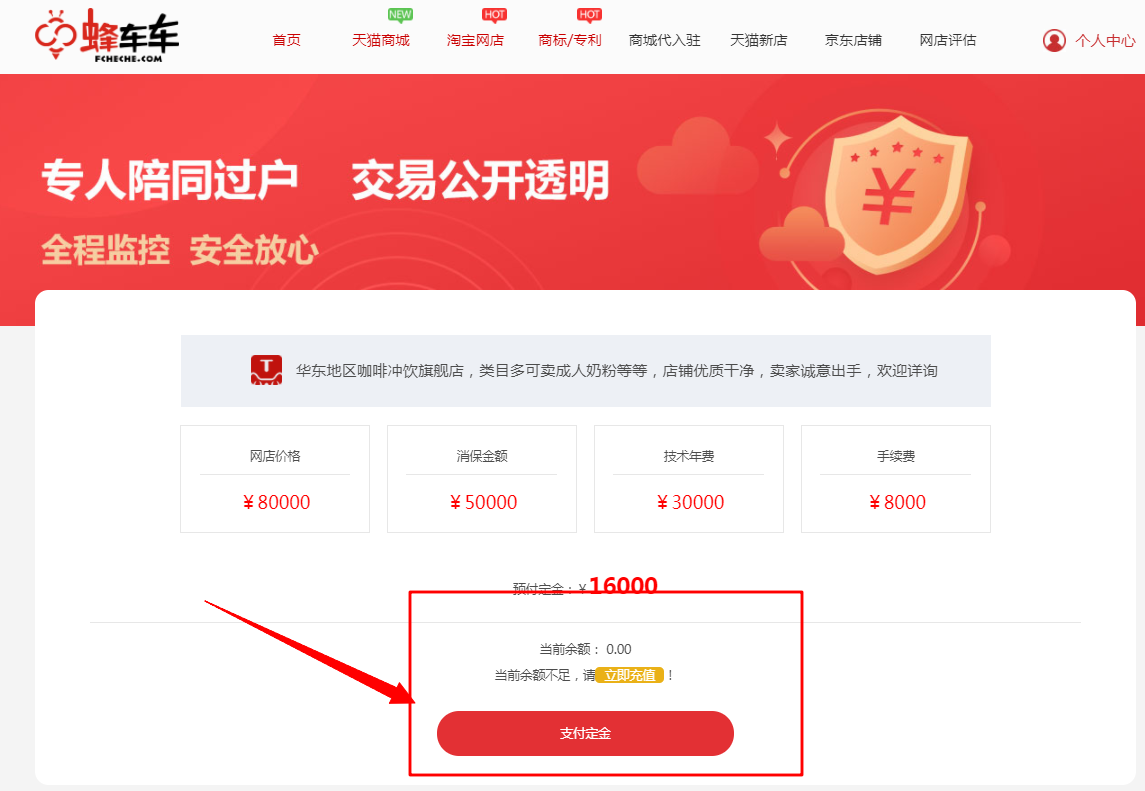 蜂车车
FCHECHE.COM
首页 天猫商城 NEW 淘宝网店 HOT 商标/专利 HOT 商城代入驻 天猫新店 京东店铺 网店评估 个人中心
专人陪同过户 交易公开透明
全程监控 安全放心
¥
T 华东地区咖啡冲饮旗舰店，类目多可卖成人奶粉等等，店铺优质干净，卖家诚意出手，欢迎详询
网店价格 消保金额 技术年费 手续费
¥80000 ¥50000 ¥30000 ¥8000
预付定金：¥16000
当前余额： 0.00
当前余额不足，请 立即充值 ！
支付定金